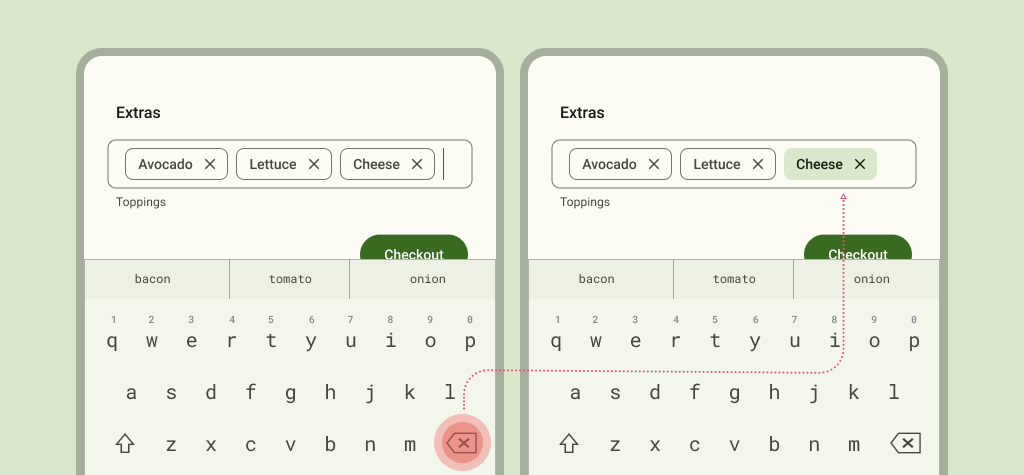 Extras
Avocado Lettuce Cheese
Toppings
Checkout
bacon tomato onion
1 2 3 4 5 6 7 8 9 0
q w e r t y u i o p
a s d f g h j k l
z x c v b n m
Extras
Avocado Lettuce Cheese
Toppings
Checkout
bacon tomato onion
1 2 3 4 5 6 7 8 9 0
q w e r t y u i o p
a s d f g h j k l
z x c v b n m